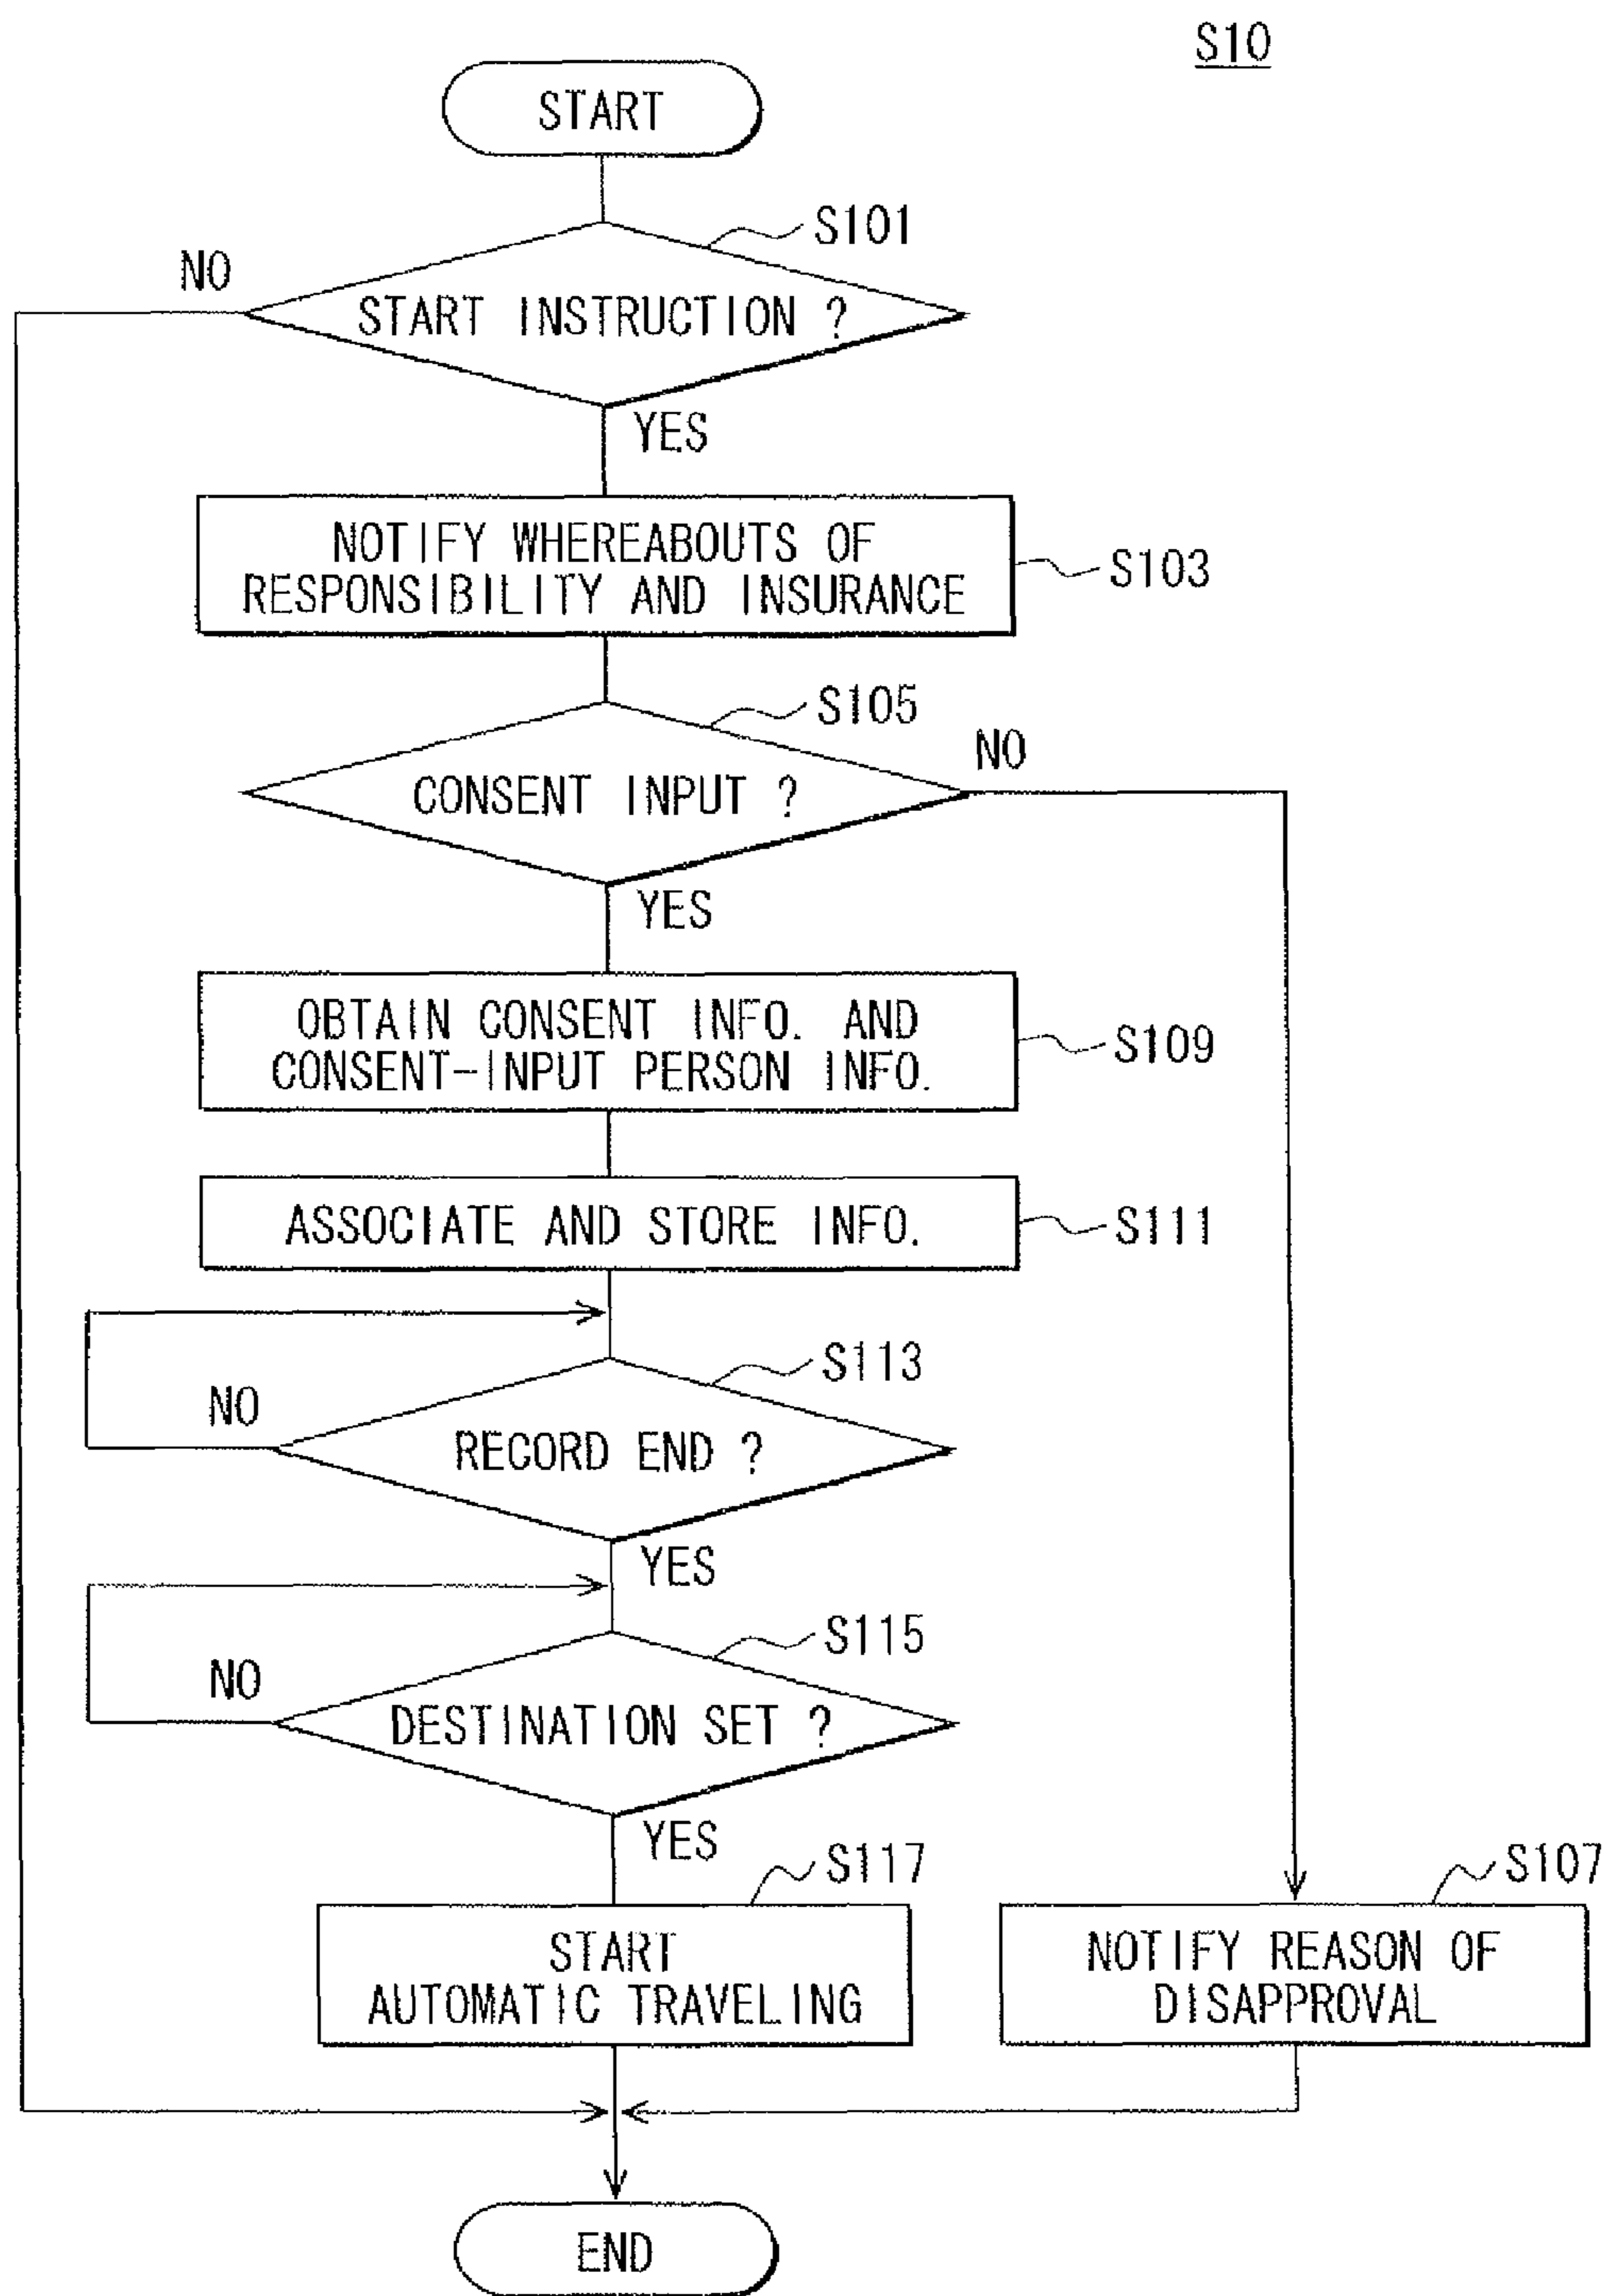 S10
START
S101
NO
START INSTRUCTION ?
YES
NOTIFY WHEREABOUTS OF
RESPONSIBILITY AND INSURANCE
S103
S105
NO
CONSENT INPUT ?
YES
OBTAIN CONSENT INFO. AND
CONSENT-INPUT PERSON INFO.
S109
ASSOCIATE AND STORE INFO.
S111
S113
NO
RECORD END ?
YES
S115
NO
DESTINATION SET ?
YES
S117
S107
START
AUTOMATIC TRAVELING
NOTIFY REASON OF
DISAPPROVAL
END